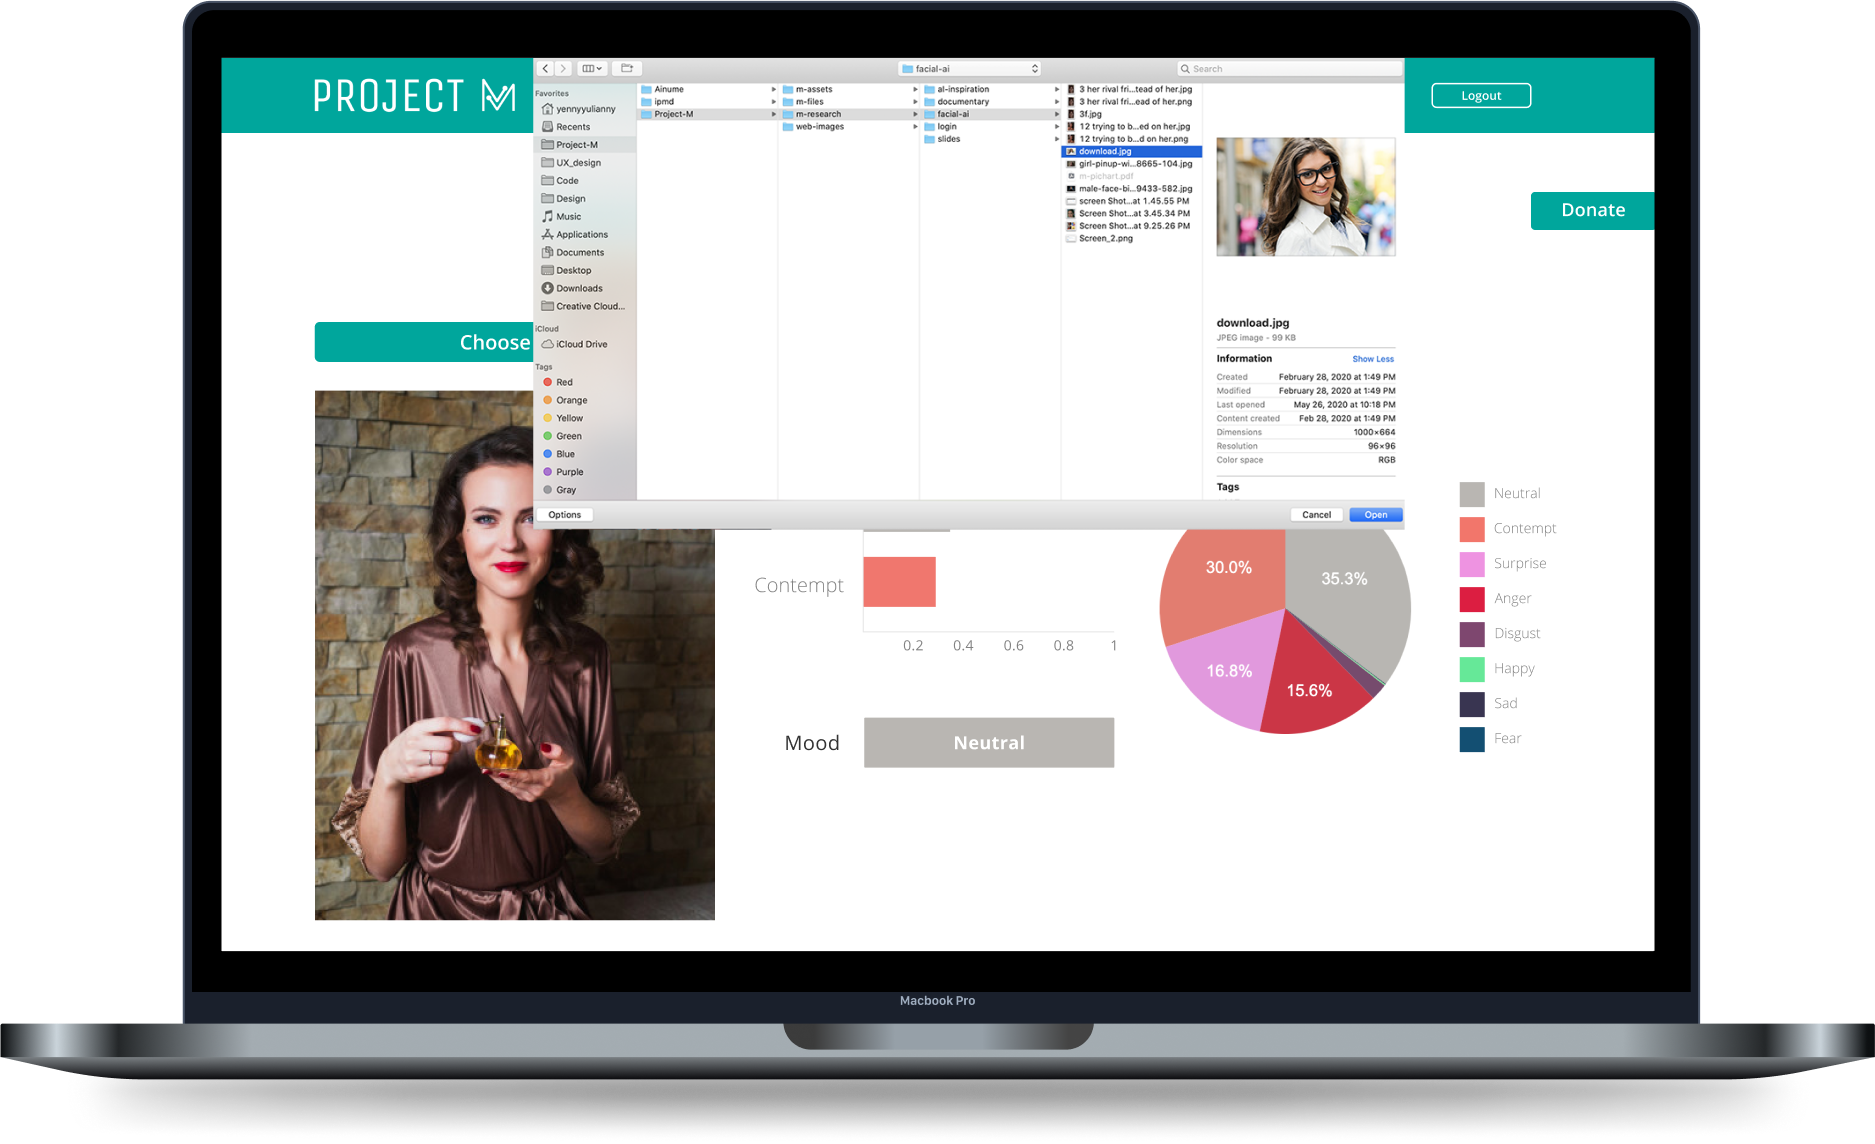 PROJECT M
facial-ai
Search
Logout
Donate
Choose
Favorites
yennyyulianny
Recents
Project-M
UX_design
Code
Design
Music
Applications
Documents
Desktop
Downloads
Creative Cloud...
iCloud
iCloud Drive
Tags
Red
Orange
Yellow
Green
Blue
Purple
Gray
Ainume
ipmd
Project-M
m-assets
m-files
m-research
web-images
al-inspiration
documentary
facial-ai
login
slides
3 her rival fri...tead of her.jpg
3 her rival fri...ead of her.png
3f.jpg
12 trying to b...ed on her.jpg
12 trying to b...d on her.png
download.jpg
girl-pinup-wi...8665-104.jpg
m-pichart.pdf
male-face-bi...9433-582.jpg
screen Shot...at 1.45.55 PM
Screen Shot...at 3.45.34 PM
Screen Shot...at 9.25.26 PM
Screen_2.png
download.jpg
JPEG image - 99 KB
Information Show Less
Created February 28, 2020 at 1:49 PM
Modified February 28, 2020 at 1:49 PM
Last opened May 26, 2020 at 10:18 PM
Content created Feb 28, 2020 at 1:49 PM
Dimensions 1000×664
Resolution 96×96
Color space RGB
Tags
Options
Cancel
Open
Contempt
0.2 0.4 0.6 0.8 1
Mood
Neutral
30.0%
35.3%
16.8%
15.6%
Neutral
Contempt
Surprise
Anger
Disgust
Happy
Sad
Fear
Macbook Pro